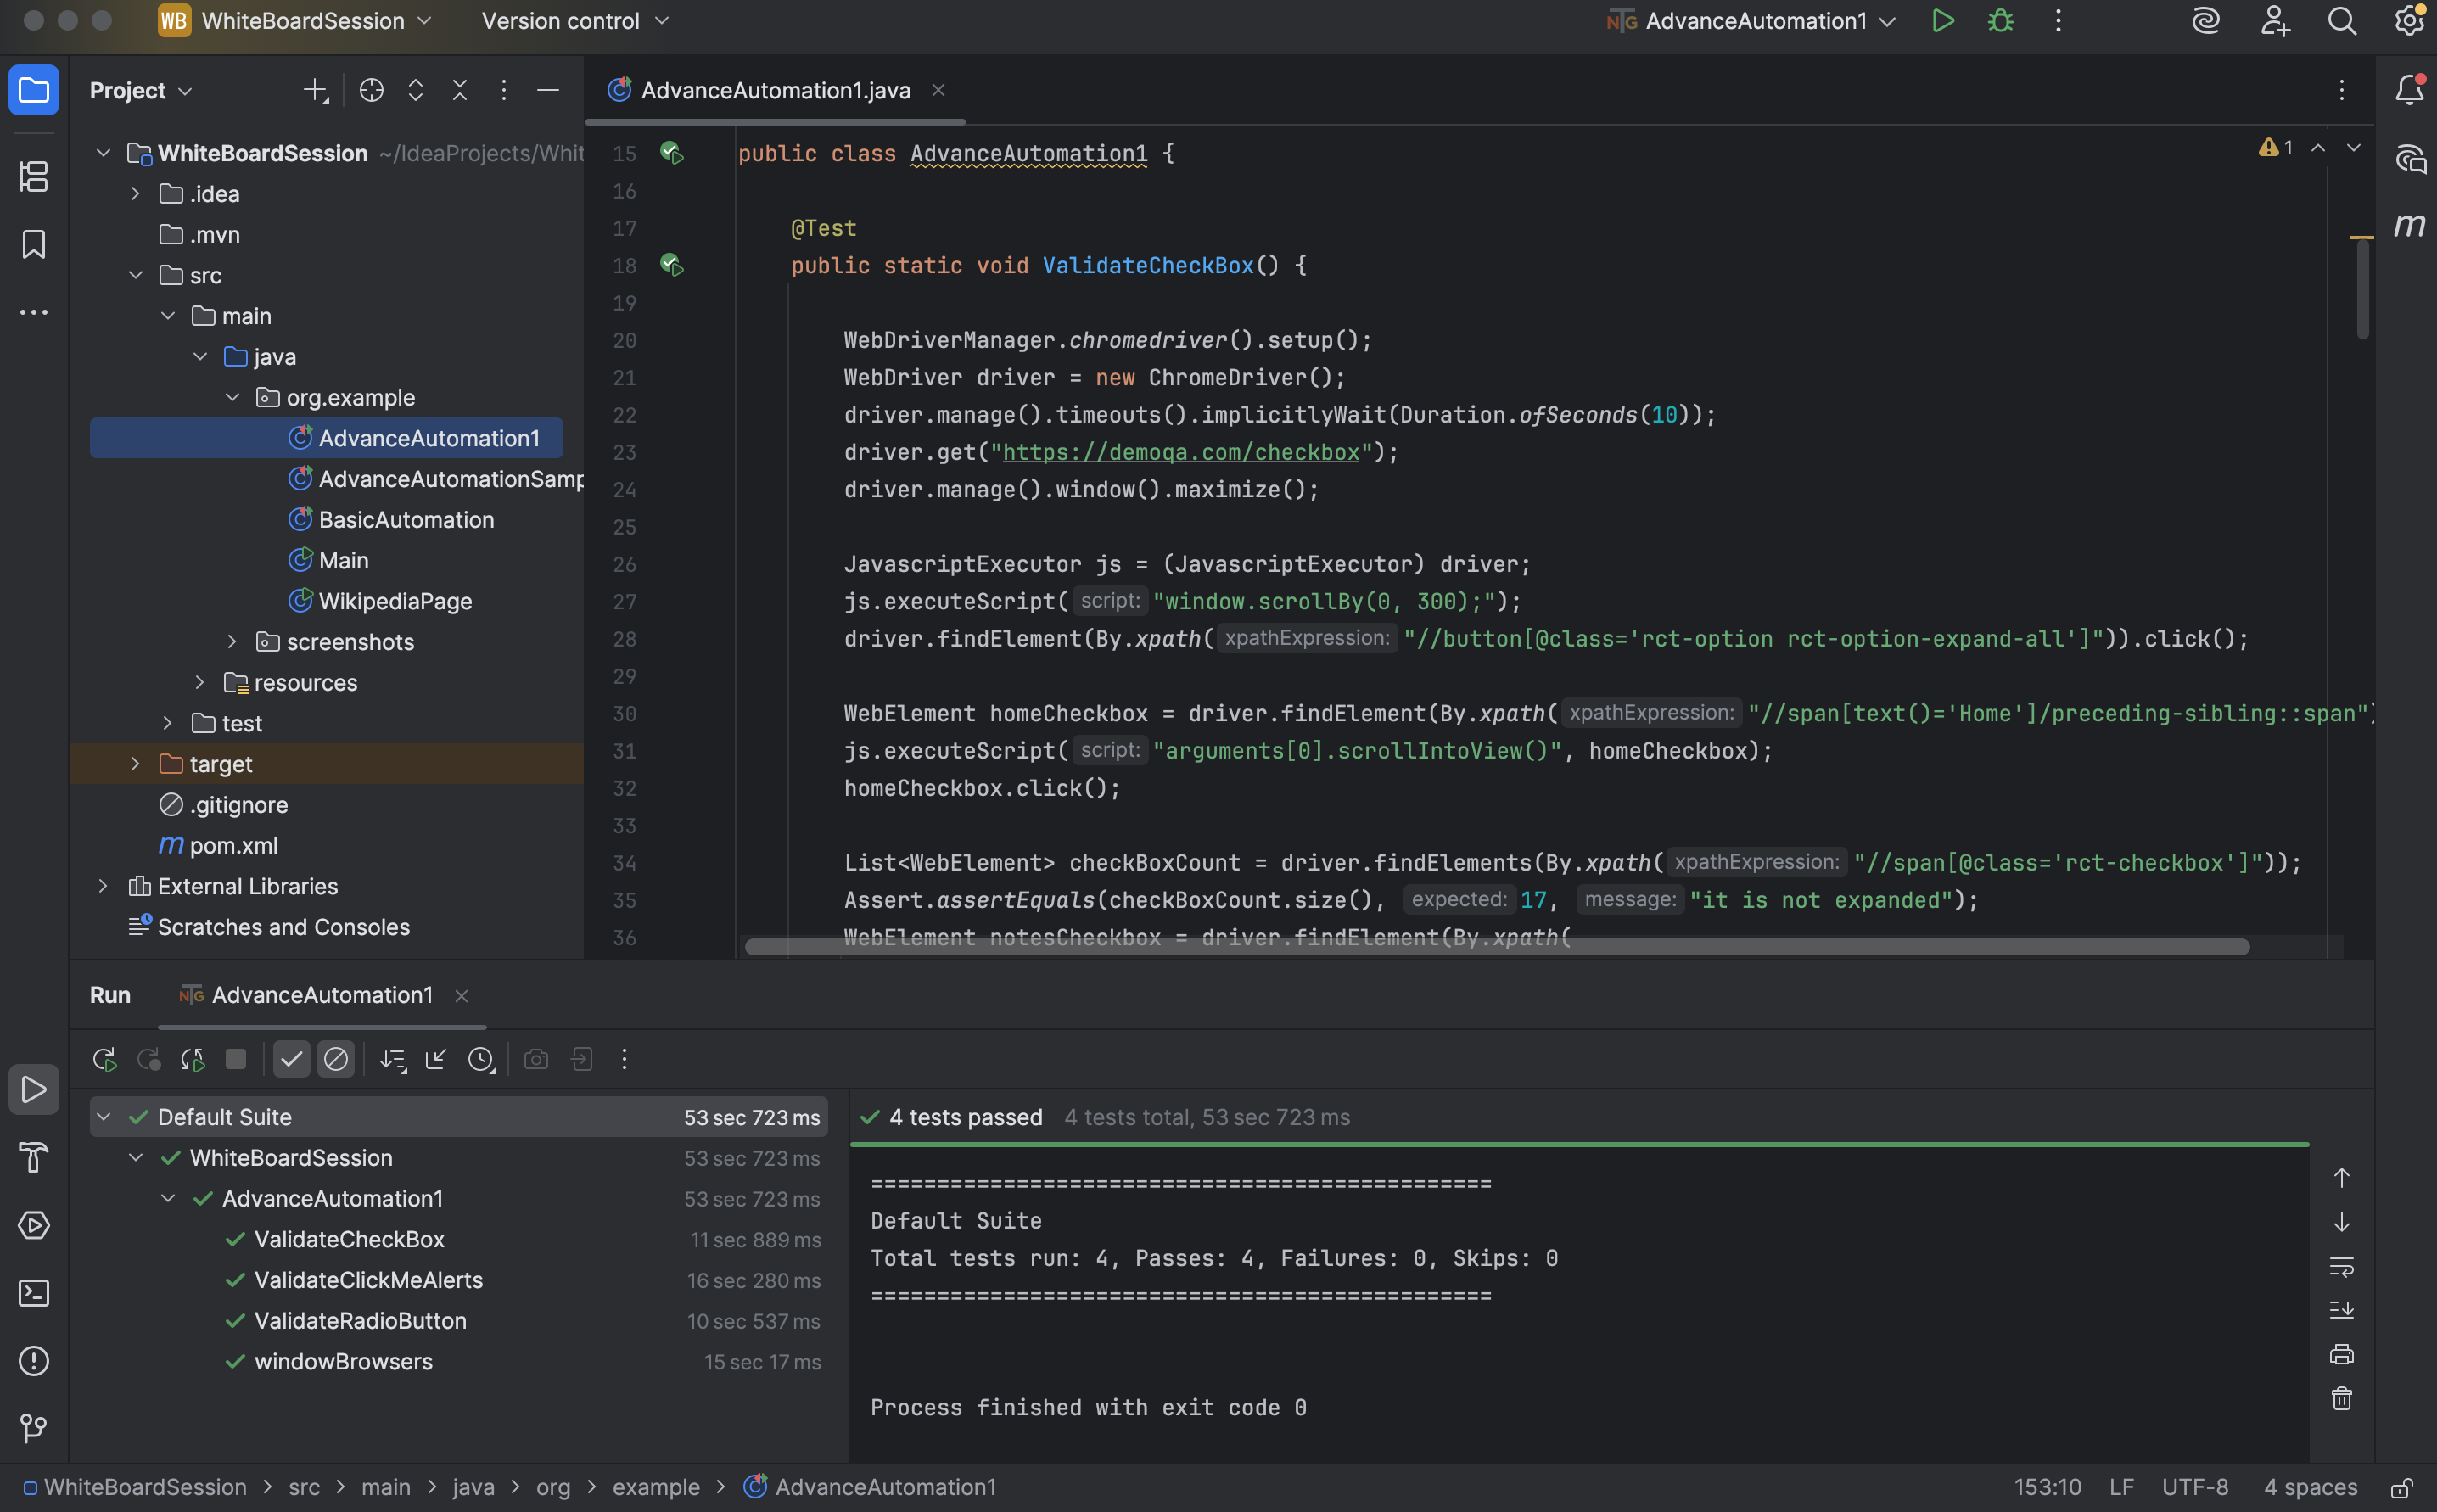 WB WhiteBoardSession Version control NTG AdvanceAutomation1
Project
WhiteBoardSession ~/IdeaProjects/Whit
.idea
.mvn
src
main
java
org.example
AdvanceAutomation1
AdvanceAutomationSamp
BasicAutomation
Main
WikipediaPage
screenshots
resources
test
target
.gitignore
m pom.xml
External Libraries
Scratches and Consoles
AdvanceAutomation1.java
1
m
15 public class AdvanceAutomation1 {
16
17 @Test
18 public static void ValidateCheckBox() {
19
20 WebDriverManager.chromedriver().setup();
21 WebDriver driver = new ChromeDriver();
22 driver.manage().timeouts().implicitlyWait(Duration.ofSeconds(10));
23 driver.get("https://demoqa.com/checkbox");
24 driver.manage().window().maximize();
25
26 JavascriptExecutor js = (JavascriptExecutor) driver;
27 js.executeScript( script: "window.scrollBy(0, 300);");
28 driver.findElement(By.xpath( xpathExpression: "//button[@class='rct-option rct-option-expand-all']")).click();
29
30 WebElement homeCheckbox = driver.findElement(By.xpath( xpathExpression: "//span[text()='Home']/preceding-sibling::span")
31 js.executeScript( script: "arguments[0].scrollIntoView()", homeCheckbox);
32 homeCheckbox.click();
33
34 List<WebElement> checkBoxCount = driver.findElements(By.xpath( xpathExpression: "//span[@class='rct-checkbox']"));
35 Assert.assertEquals(checkBoxCount.size(), expected: 17, message: "it is not expanded");
36 WebElement notesCheckbox = driver.findElement(By.xpath(
Run NTG AdvanceAutomation1
Default Suite 53 sec 723 ms
WhiteBoardSession 53 sec 723 ms
AdvanceAutomation1 53 sec 723 ms
ValidateCheckBox 11 sec 889 ms
ValidateClickMeAlerts 16 sec 280 ms
ValidateRadioButton 10 sec 537 ms
windowBrowsers 15 sec 17 ms
4 tests passed 4 tests total, 53 sec 723 ms
===============================================
Default Suite
Total tests run: 4, Passes: 4, Failures: 0, Skips: 0
===============================================
Process finished with exit code 0
WhiteBoardSession > src > main > java > org > example > AdvanceAutomation1 153:10 LF UTF-8 4 spaces